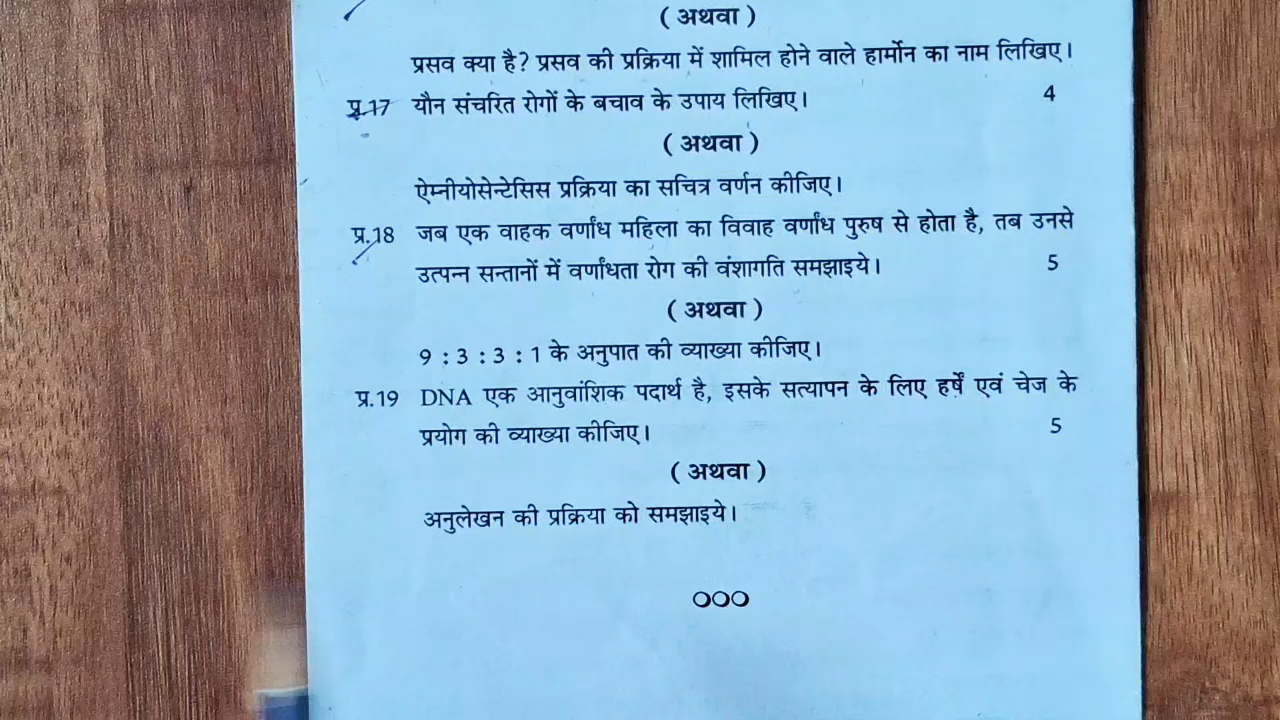 ( अथवा )
प्रसव क्या है? प्रसव की प्रक्रिया में शामिल होने वाले हार्मोन का नाम लिखिए।
प्र.17 यौन संचरित रोगों के बचाव के उपाय लिखिए। 4
( अथवा )
ऐम्नीयोसेन्टेसिस प्रक्रिया का सचित्र वर्णन कीजिए।
प्र.18 जब एक वाहक वर्णांध महिला का विवाह वर्णांध पुरुष से होता है, तब उनसे
उत्पन्न सन्तानों में वर्णांधता रोग की वंशागति समझाइये। 5
( अथवा )
9 : 3 : 3 : 1 के अनुपात की व्याख्या कीजिए।
प्र.19 DNA एक आनुवांशिक पदार्थ है, इसके सत्यापन के लिए हर्षे एवं चेज के
प्रयोग की व्याख्या कीजिए। 5
( अथवा )
अनुलेखन की प्रक्रिया को समझाइये।